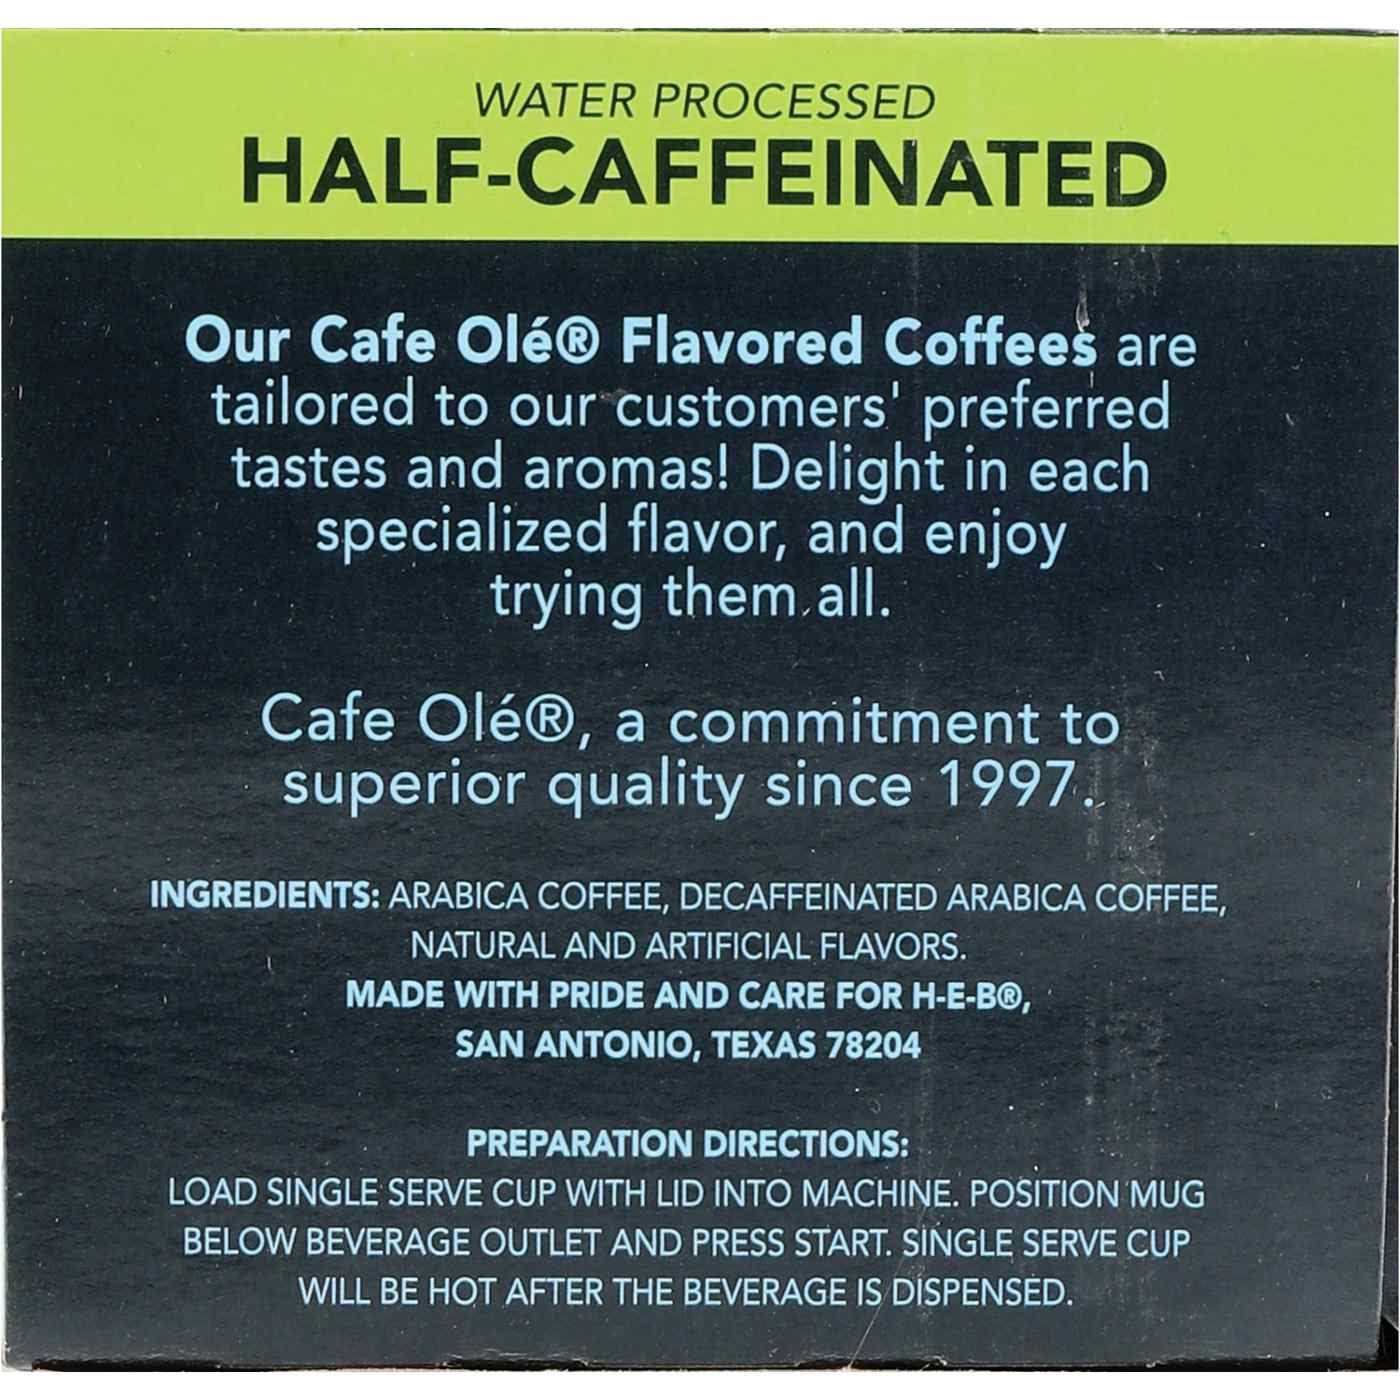 WATER PROCESSED
HALF-CAFFEINATED
Our Cafe Olé® Flavored Coffees are
tailored to our customers' preferred
tastes and aromas! Delight in each
specialized flavor, and enjoy
trying them all.
Cafe Olé®, a commitment to
superior quality since 1997.
INGREDIENTS: ARABICA COFFEE, DECAFFEINATED ARABICA COFFEE,
NATURAL AND ARTIFICIAL FLAVORS.
MADE WITH PRIDE AND CARE FOR H-E-B®,
SAN ANTONIO, TEXAS 78204
PREPARATION DIRECTIONS:
LOAD SINGLE SERVE CUP WITH LID INTO MACHINE. POSITION MUG
BELOW BEVERAGE OUTLET AND PRESS START. SINGLE SERVE CUP
WILL BE HOT AFTER THE BEVERAGE IS DISPENSED.